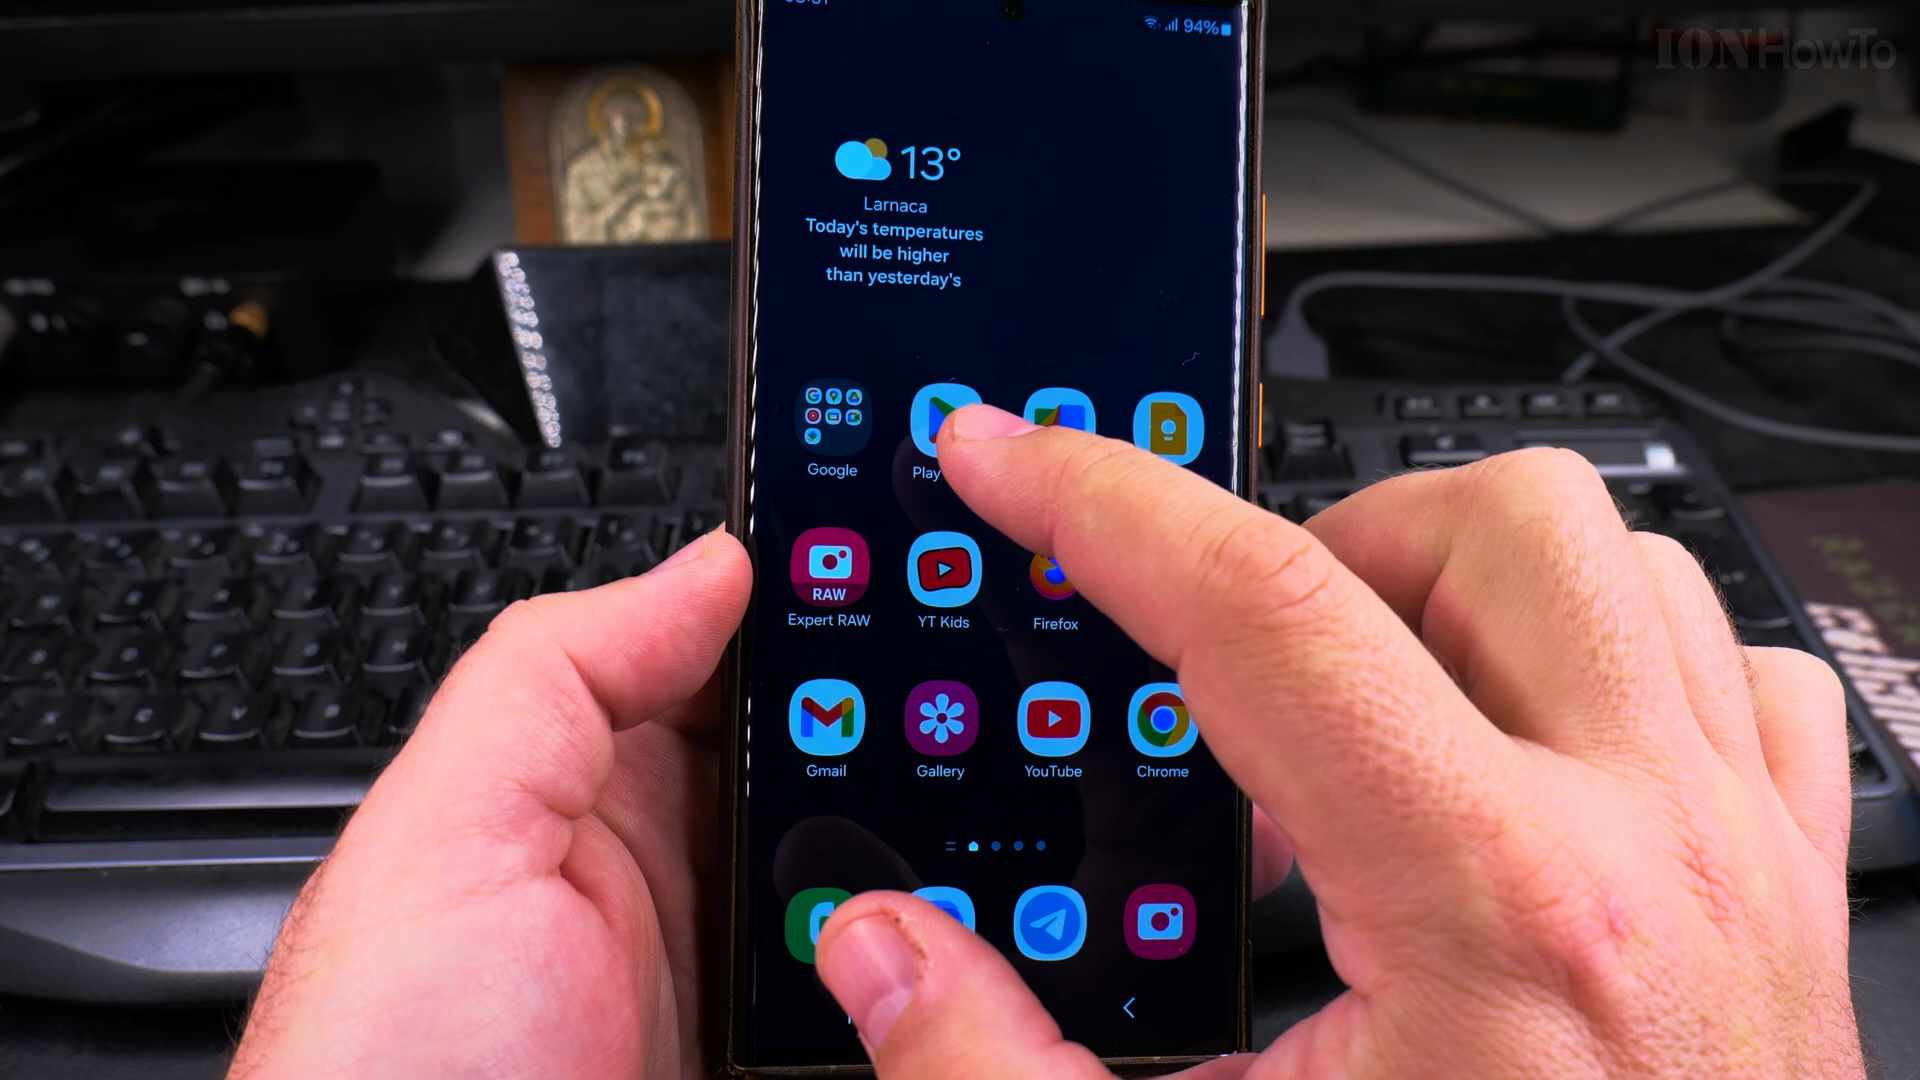 IONHowTo
94%
13°
Larnaca
Today's temperatures
will be higher
than yesterday's
Google
Play
RAW
Expert RAW
YT Kids
Firefox
Gmail
Gallery
YouTube
Chrome